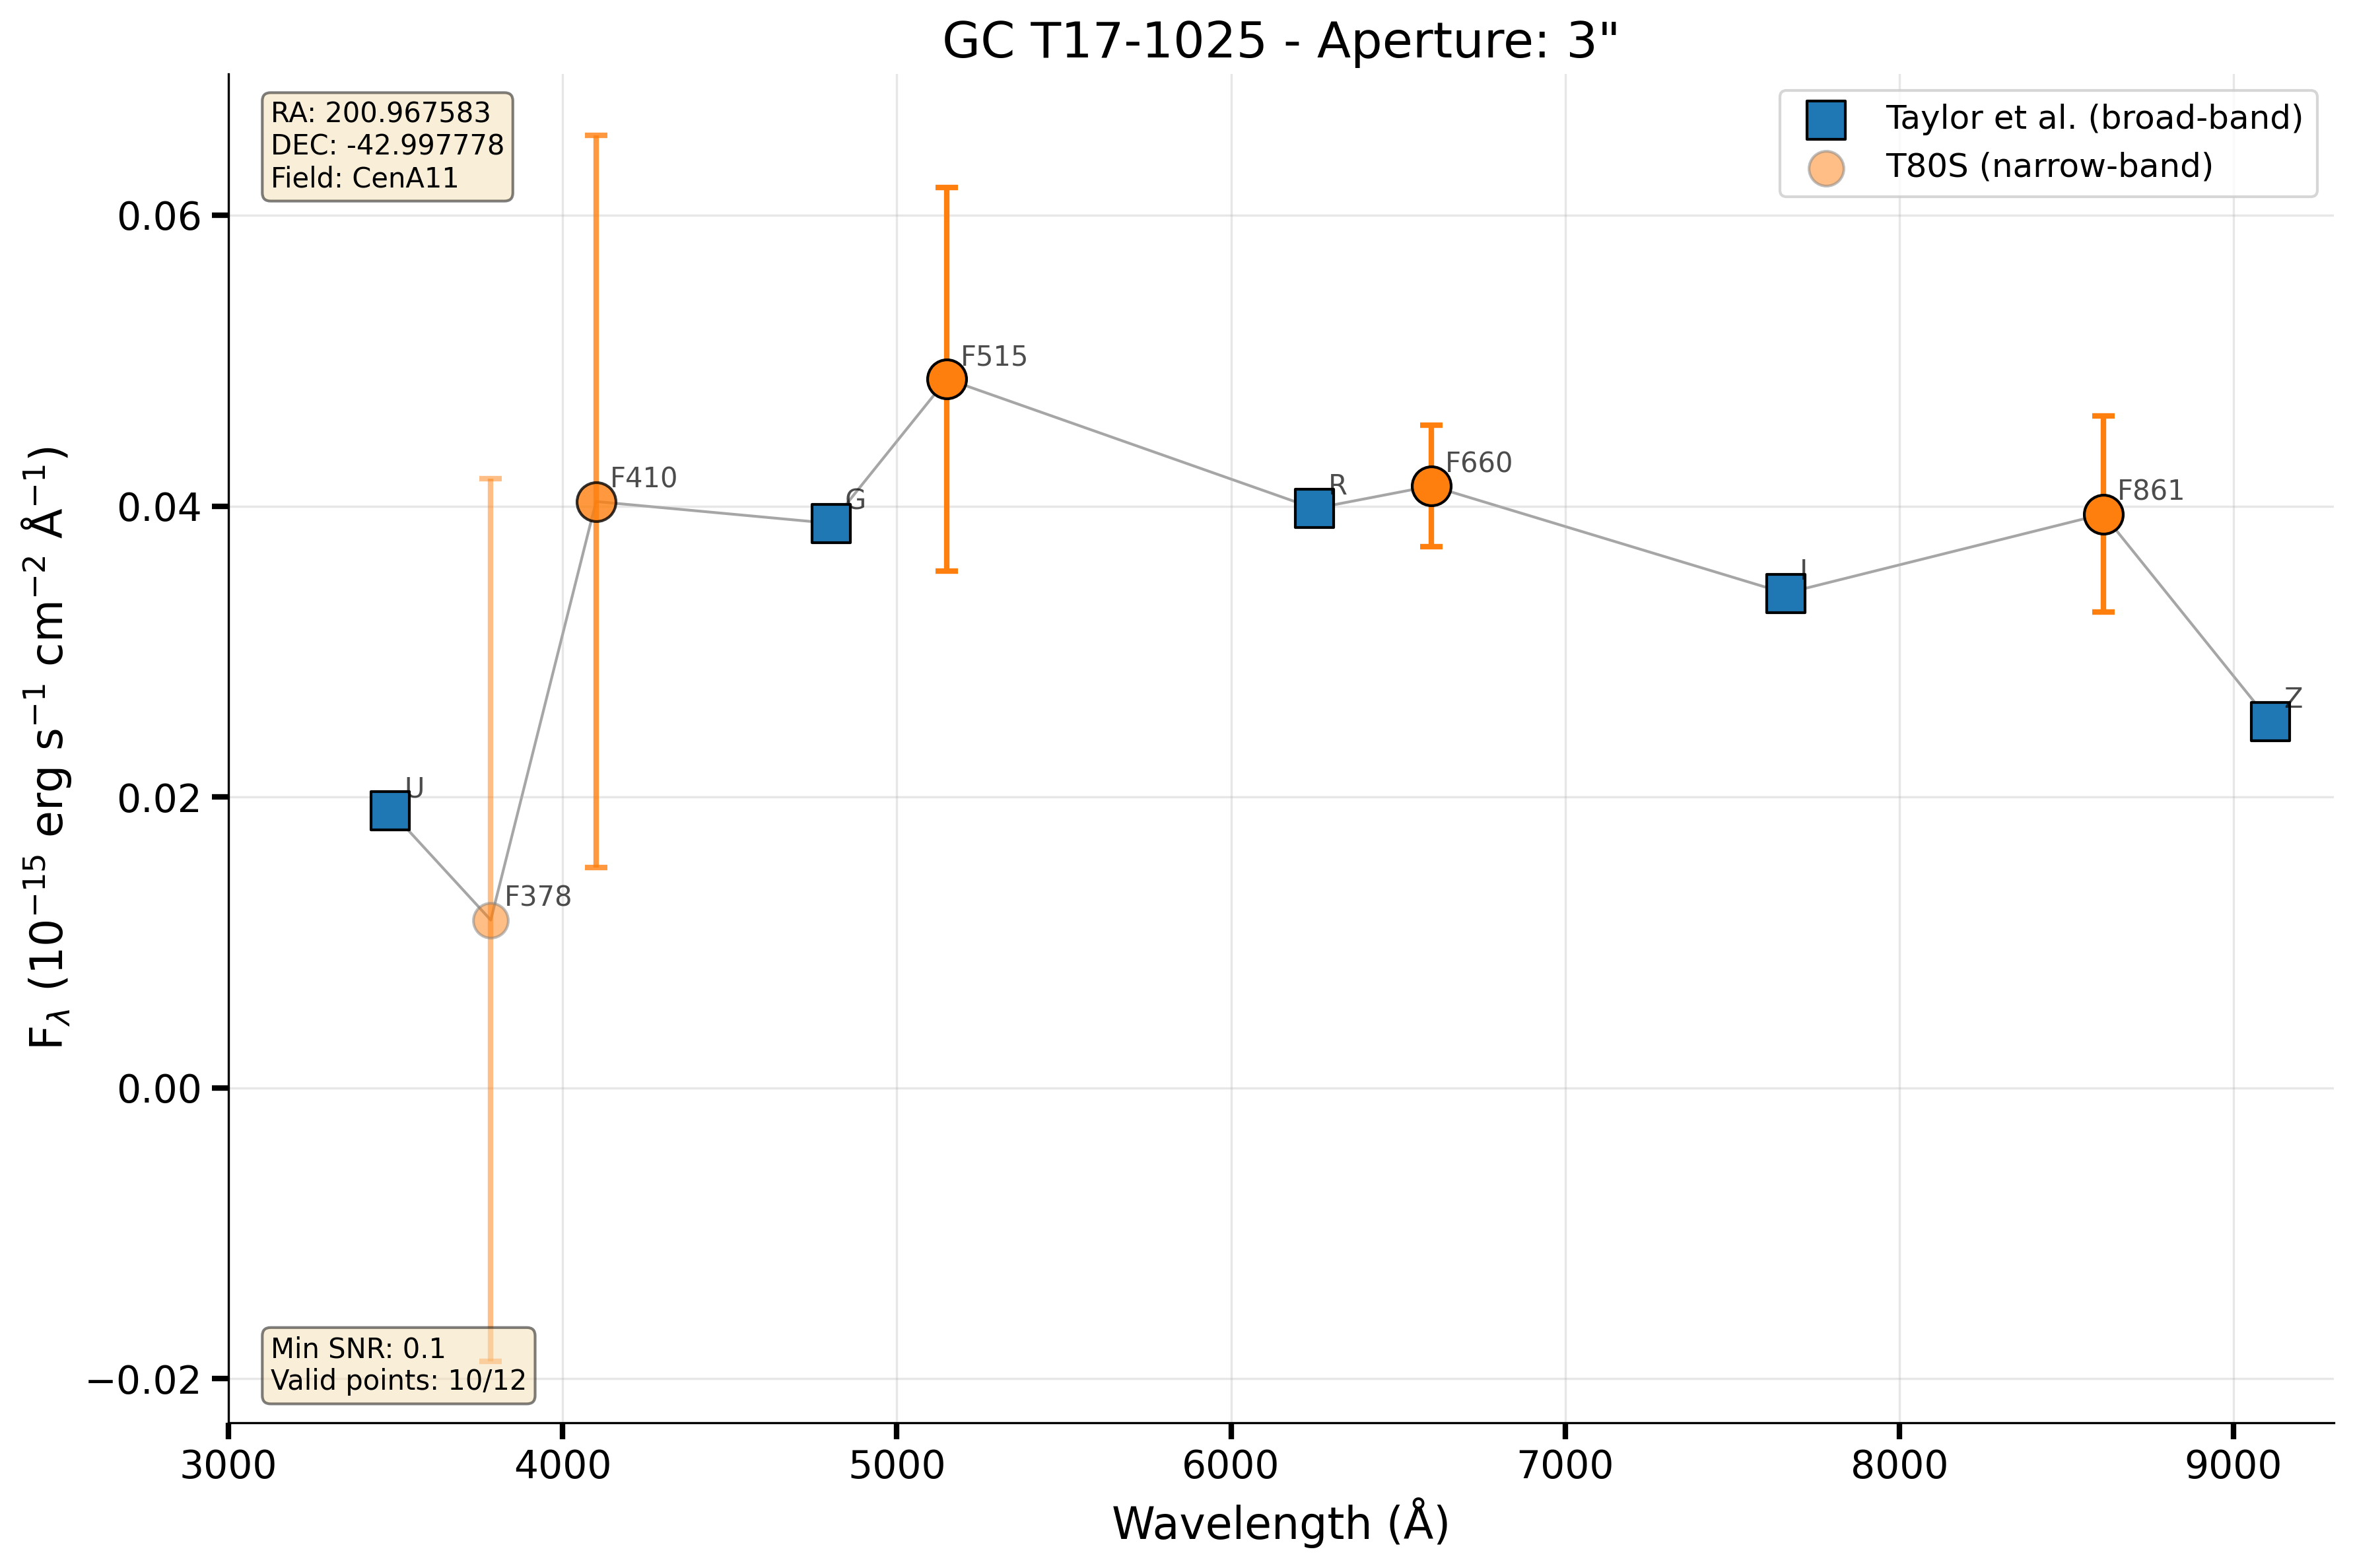 GC T17-1025 - Aperture: 3"
RA: 200.967583
DEC: -42.997778
Field: CenA11
Taylor et al. (broad-band)
T80S (narrow-band)
0.06
0.04
0.02
0.00
−0.02
F_λ (10⁻¹⁵ erg s⁻¹ cm⁻² Å⁻¹)
U
F378
F410
G
F515
R
F660
I
F861
Z
Min SNR: 0.1
Valid points: 10/12
3000
4000
5000
6000
7000
8000
9000
Wavelength (Å)